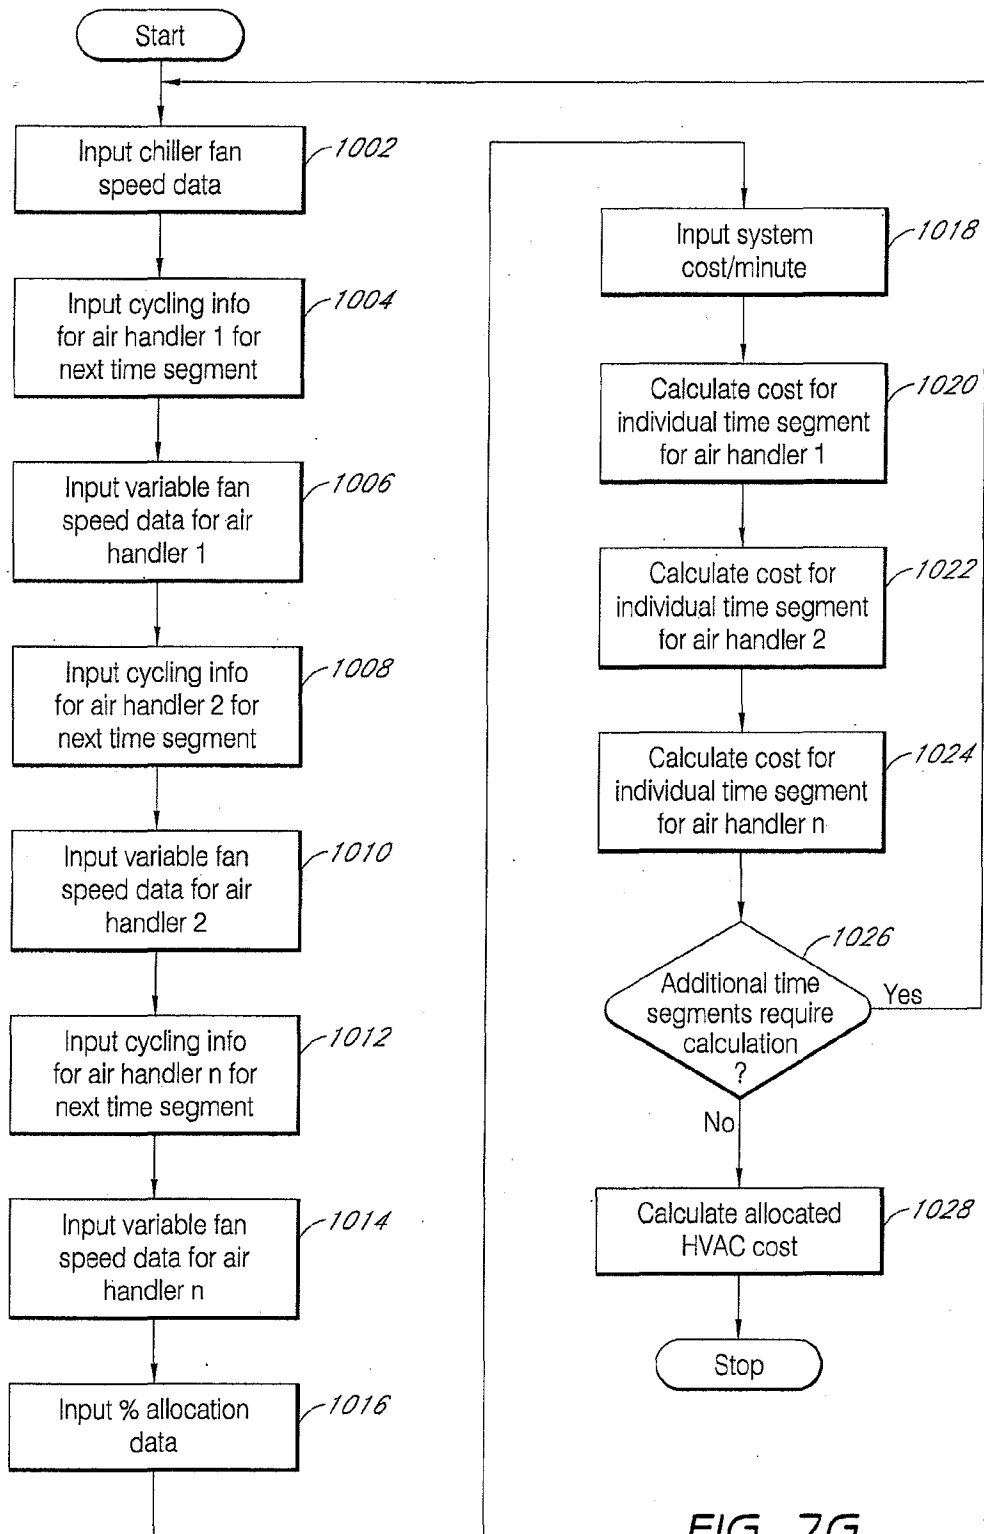 Start
Input chiller fan
speed data
1002
Input cycling info
for air handler 1 for
next time segment
1004
Input variable fan
speed data for air
handler 1
1006
Input cycling info
for air handler 2 for
next time segment
1008
Input variable fan
speed data for air
handler 2
1010
Input cycling info
for air handler n for
next time segment
1012
Input variable fan
speed data for air
handler n
1014
Input % allocation
data
1016
Input system
cost/minute
1018
Calculate cost for
individual time segment
for air handler 1
1020
Calculate cost for
individual time segment
for air handler 2
1022
Calculate cost for
individual time segment
for air handler n
1024
Additional time
segments require
calculation
?
1026
Yes
No
Calculate allocated
HVAC cost
1028
Stop
FIG. 7G